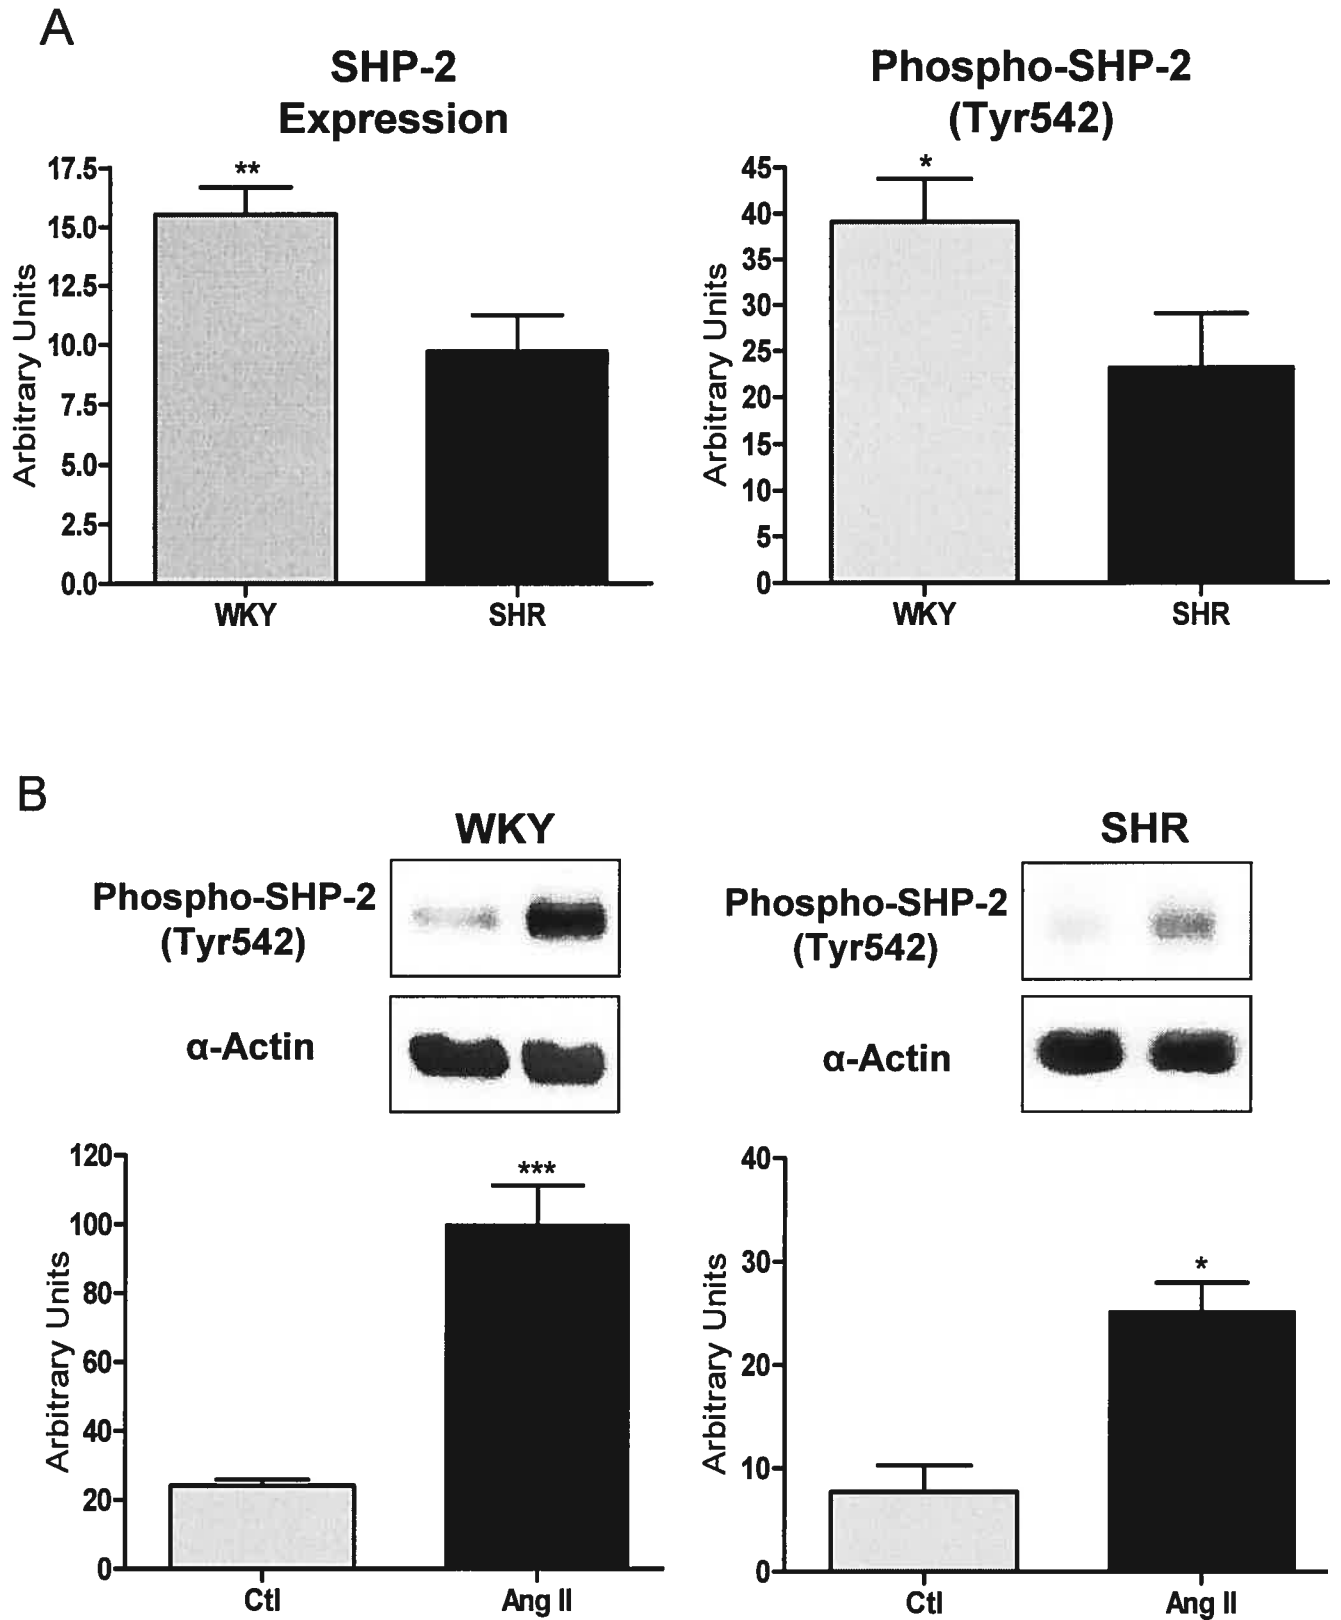 A
SHP-2
Expression
**
17.5
15.0
12.5
10.0
7.5
5.0
2.5
0.0
Arbitrary Units
WKY
SHR
Phospho-SHP-2
(Tyr542)
*
45
40
35
30
25
20
15
10
5
0
Arbitrary Units
WKY
SHR
B
WKY
Phospho-SHP-2
(Tyr542)
α-Actin
***
120
100
80
60
40
20
0
Arbitrary Units
Ctl
Ang II
SHR
Phospho-SHP-2
(Tyr542)
α-Actin
*
40
30
20
10
0
Arbitrary Units
Ctl
Ang II